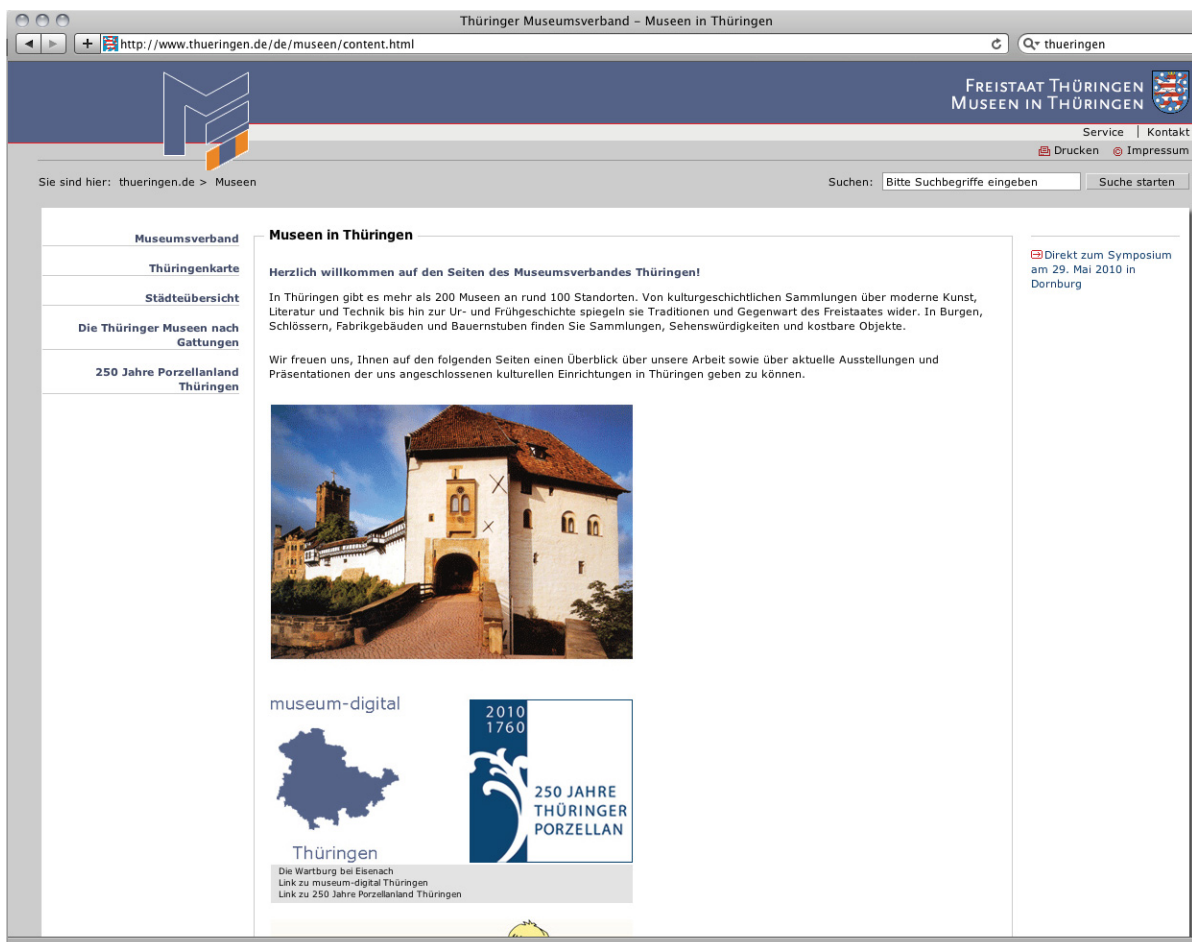 Thüringer Museumsverband – Museen in Thüringen
http://www.thueringen.de/de/museen/content.html
thueringen
FREISTAAT THÜRINGEN
MUSEEN IN THÜRINGEN
Service | Kontakt
Drucken Impressum
Sie sind hier: thueringen.de > Museen
Suchen: Bitte Suchbegriffe eingeben Suche starten
Museumsverband
Thüringenkarte
Städteübersicht
Die Thüringer Museen nach
Gattungen
250 Jahre Porzellanland
Thüringen
Museen in Thüringen
Herzlich willkommen auf den Seiten des Museumsverbandes Thüringen!
In Thüringen gibt es mehr als 200 Museen an rund 100 Standorten. Von kulturgeschichtlichen Sammlungen über moderne Kunst,
Literatur und Technik bis hin zur Ur- und Frühgeschichte spiegeln sie Traditionen und Gegenwart des Freistaates wider. In Burgen,
Schlössern, Fabrikgebäuden und Bauernstuben finden Sie Sammlungen, Sehenswürdigkeiten und kostbare Objekte.
Wir freuen uns, Ihnen auf den folgenden Seiten einen Überblick über unsere Arbeit sowie über aktuelle Ausstellungen und
Präsentationen der uns angeschlossenen kulturellen Einrichtungen in Thüringen geben zu können.
museum-digital
Thüringen
2010
1760
250 JAHRE
THÜRINGER
PORZELLAN
Die Wartburg bei Eisenach
Link zu museum-digital Thüringen
Link zu 250 Jahre Porzellanland Thüringen
Direkt zum Symposium
am 29. Mai 2010 in
Dornburg